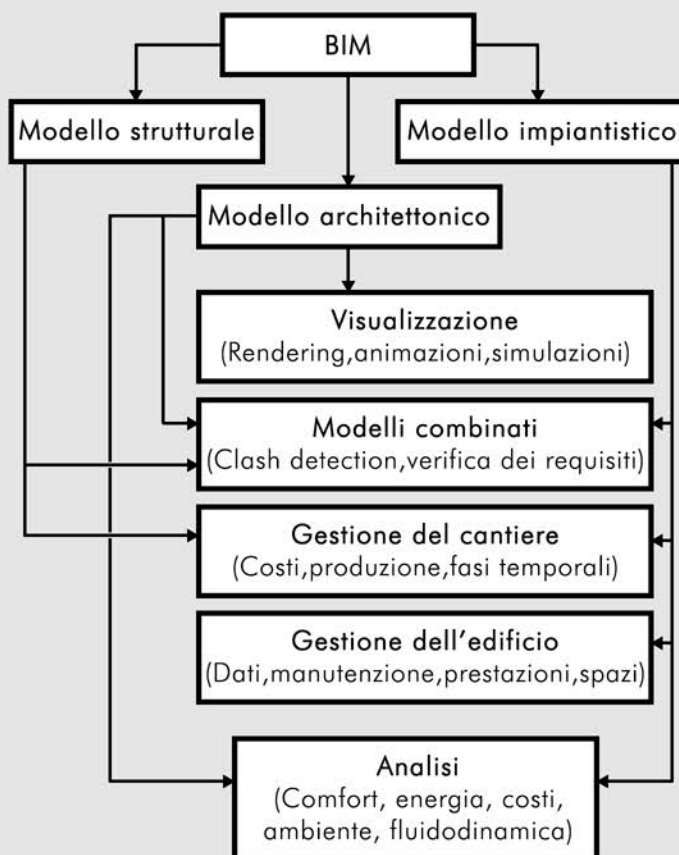 BIM
Modello strutturale
Modello impiantistico
Modello architettonico
Visualizzazione
(Rendering,animazioni,simulazioni)
Modelli combinati
(Clash detection,verifica dei requisiti)
Gestione del cantiere
(Costi,produzione,fasi temporali)
Gestione dell’edificio
(Dati,manutenzione,prestazioni,spazi)
Analisi
(Comfort, energia, costi,
ambiente, fluidodinamica)